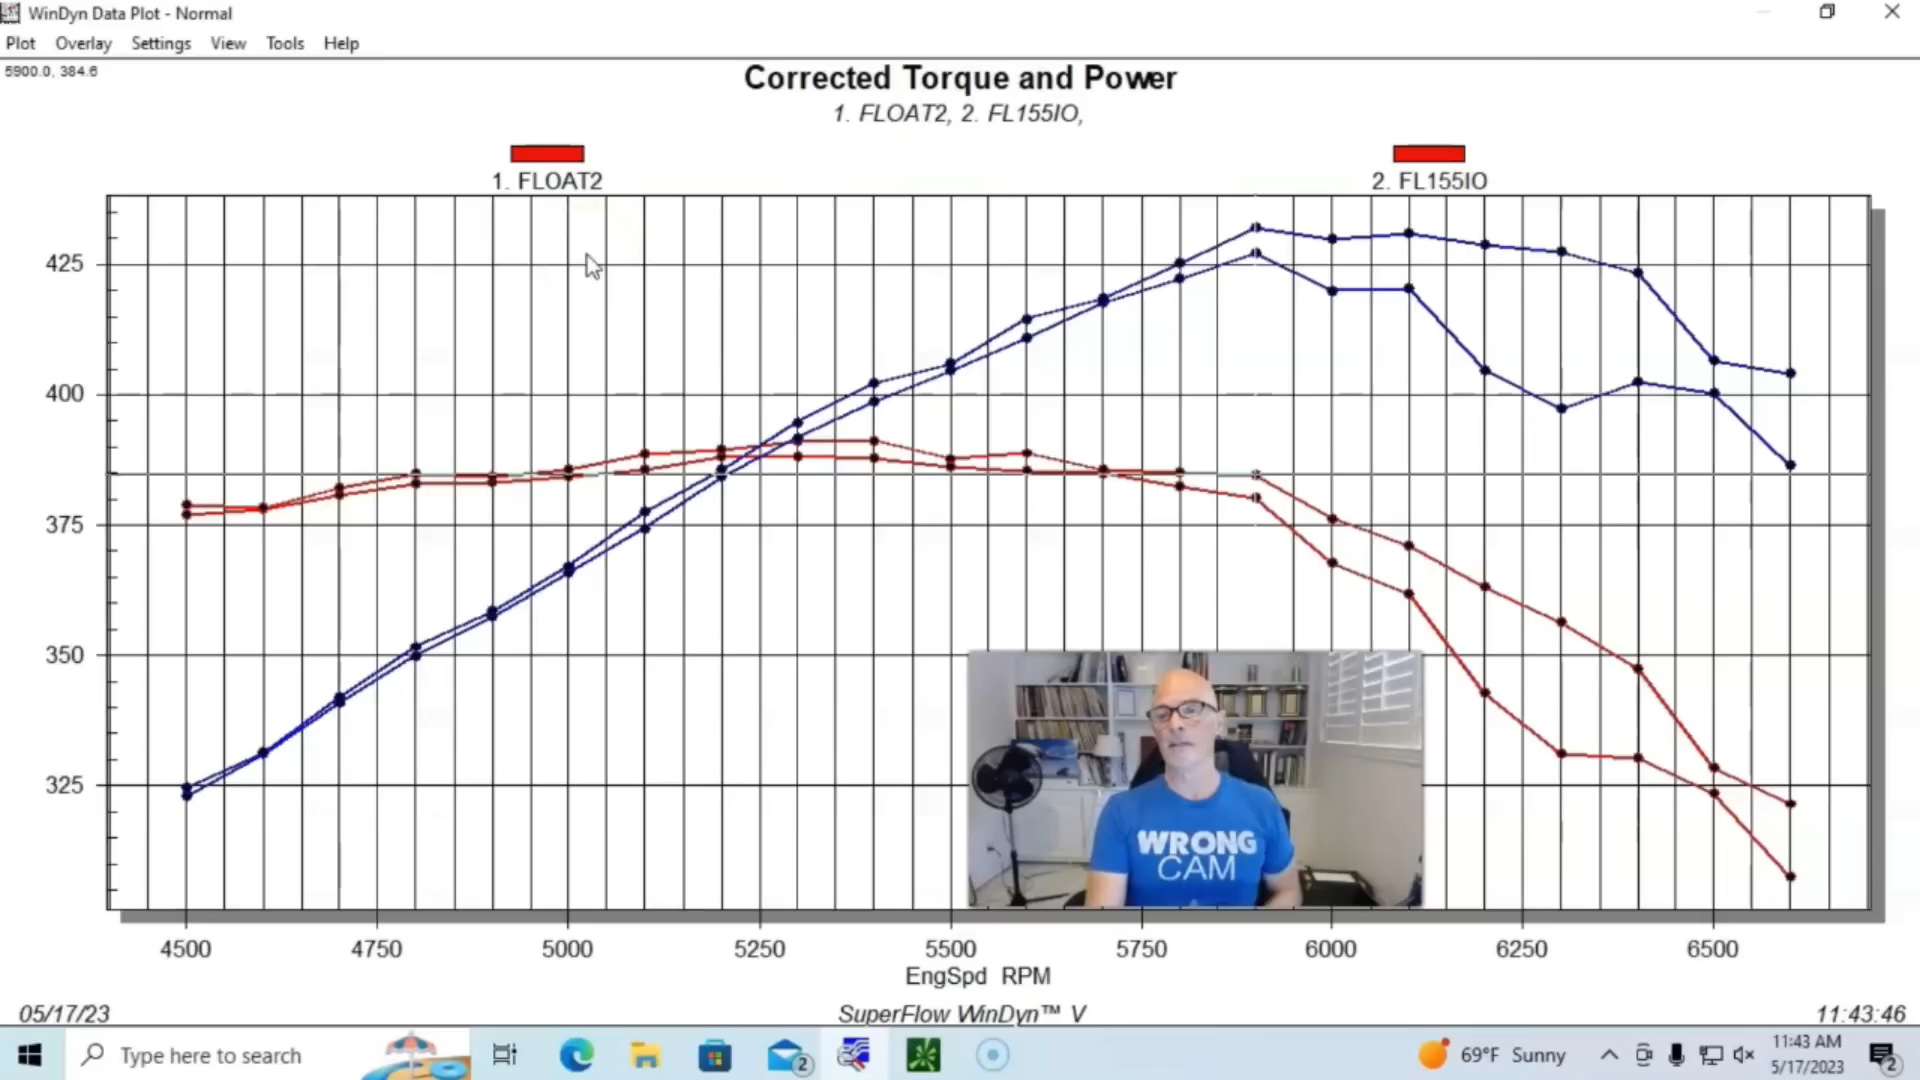 WinDyn Data Plot - Normal
Plot Overlay Settings View Tools Help
5900.0, 384.6
Corrected Torque and Power
1. FLOAT2, 2. FL155IO,
1. FLOAT2
2. FL155IO
425
400
375
350
325
WRONG
CAM
4500 4750 5000 5250 5500 5750 6000 6250 6500
EngSpd RPM
05/17/23 SuperFlow WinDyn™ V 11:43:46
Type here to search
2
69°F Sunny
11:43 AM
5/17/2023
2